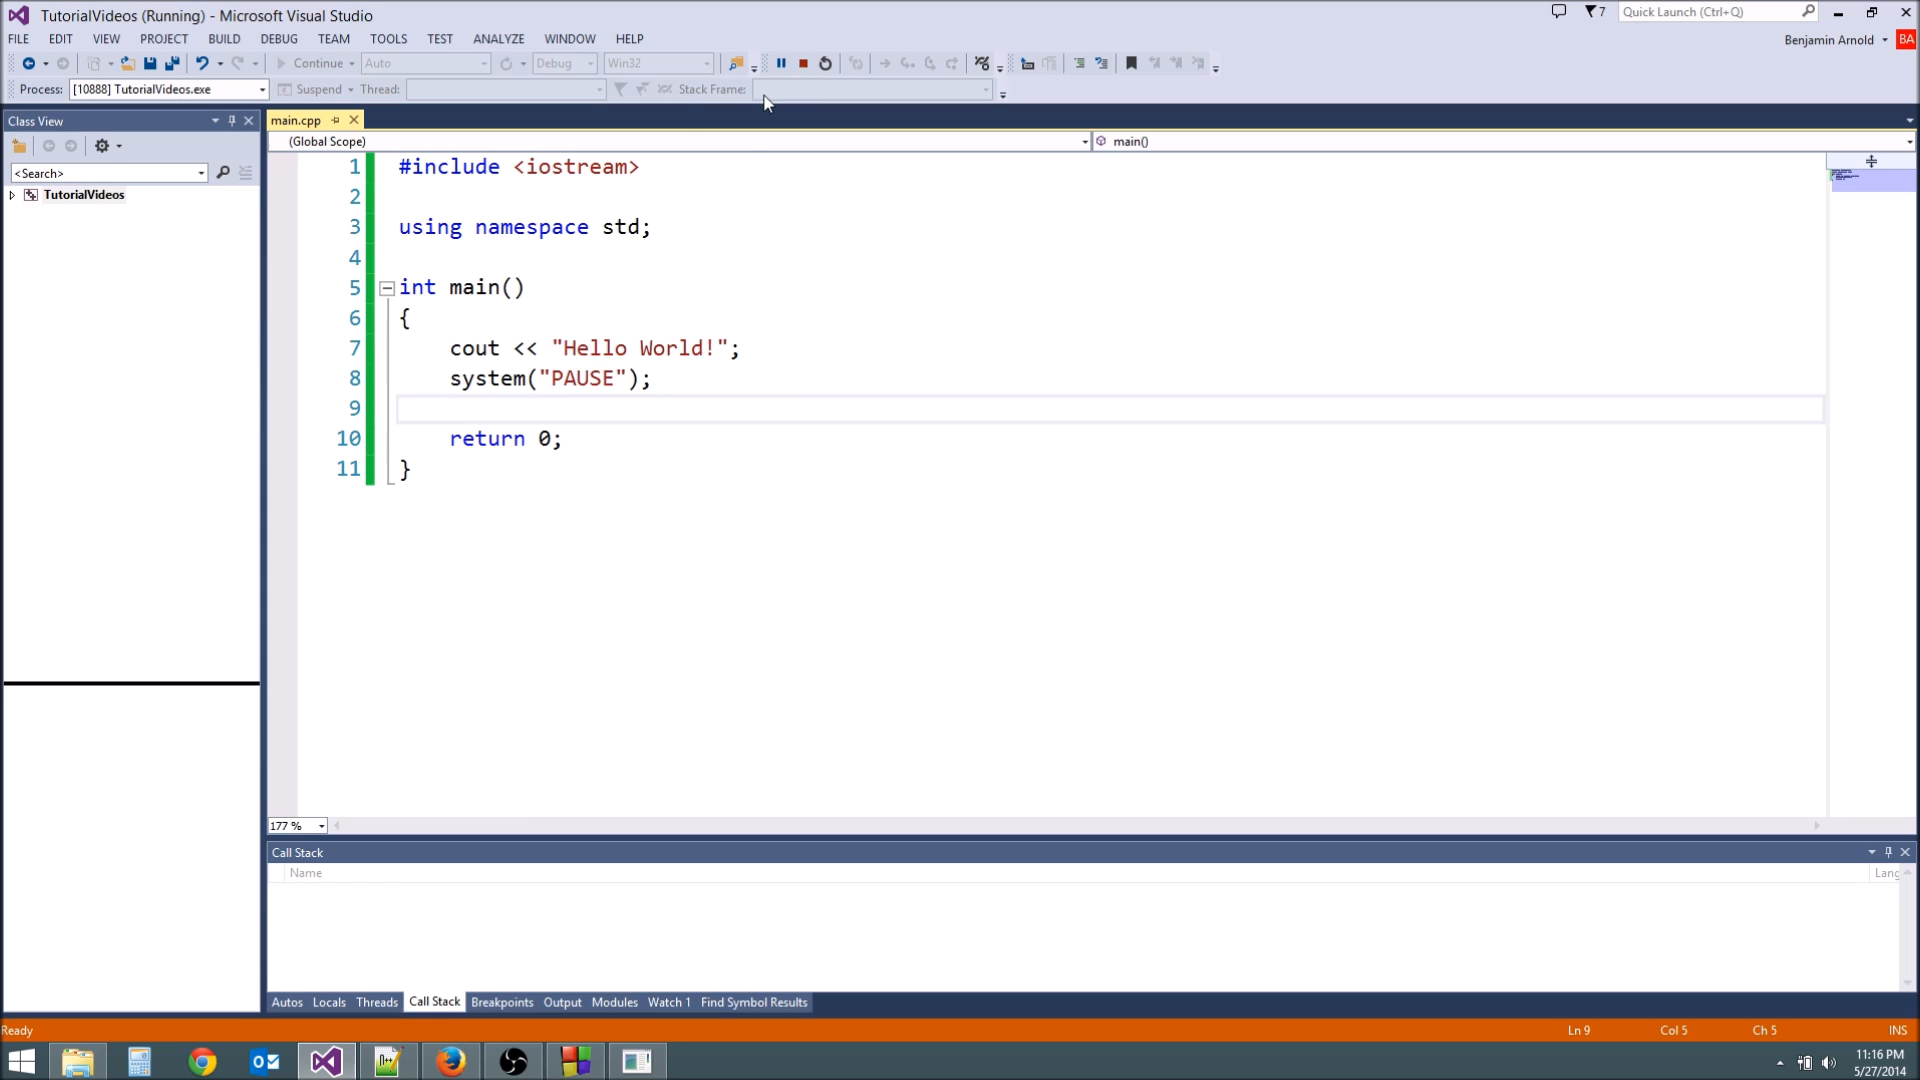 TutorialVideos (Running) - Microsoft Visual Studio
7
Quick Launch (Ctrl+Q)
FILE EDIT VIEW PROJECT BUILD DEBUG TEAM TOOLS TEST ANALYZE WINDOW HELP
Benjamin Arnold BA
Continue Auto Debug Win32
Process: [10888] TutorialVideos.exe Suspend Thread: Stack Frame:
Class View
main.cpp
(Global Scope) main()
<Search>
TutorialVideos
1 #include <iostream>
2
3 using namespace std;
4
5 int main()
6 {
7 cout << "Hello World!";
8 system("PAUSE");
9
10 return 0;
11 }
177 %
Call Stack
Name Lang
Autos Locals Threads Call Stack Breakpoints Output Modules Watch 1 Find Symbol Results
Ready Ln 9 Col 5 Ch 5 INS
11:16 PM
5/27/2014